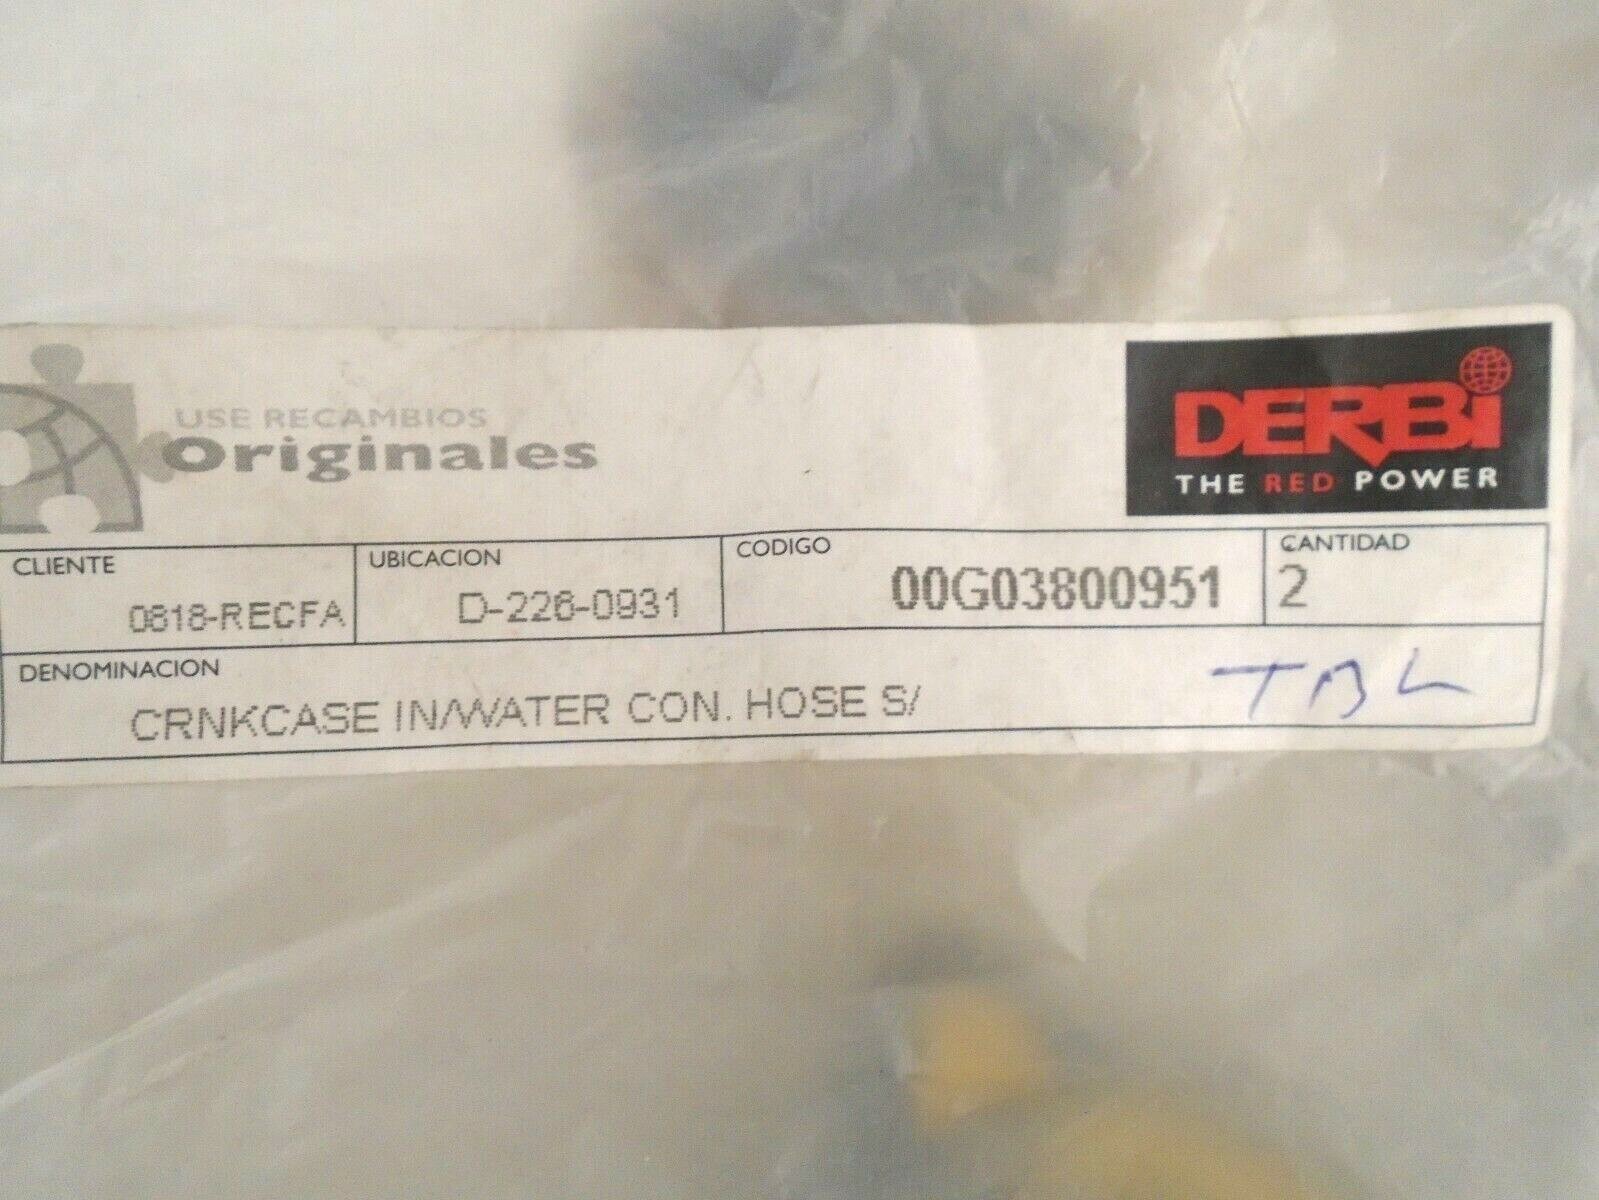 USE RECAMBIOS
Originales
DERBi
THE RED POWER
CLIENTE
0818-RECFA
UBICACION
D-226-0931
CODIGO
00G03800951
CANTIDAD
2
DENOMINACION
CRNKCASE IN/WATER CON. HOSE S/
TBL